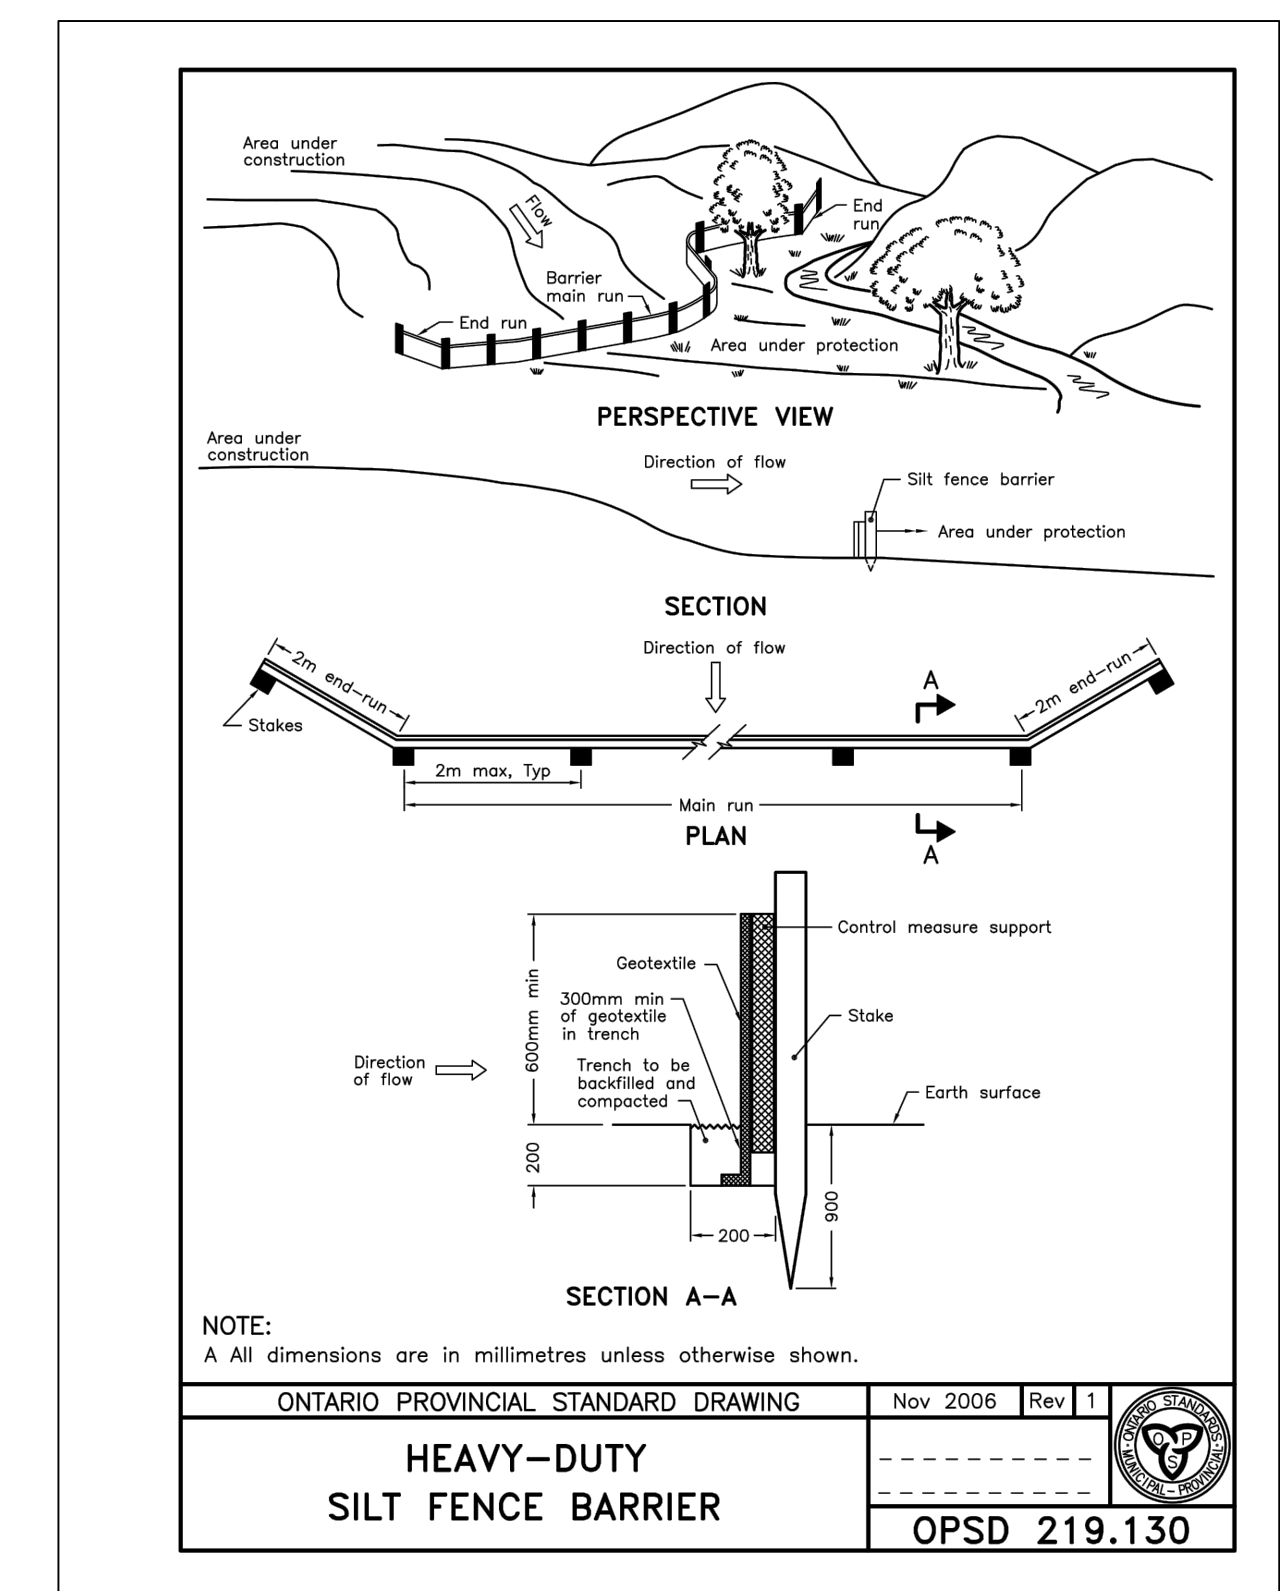 Area under
construction
Flow
End
run
Barrier
main run
End run
Area under protection
PERSPECTIVE VIEW
Area under
construction
Direction of flow
Silt fence barrier
Area under protection
SECTION
Direction of flow
2m end-run
2m end-run
A
Stakes
2m max, Typ
Main run
PLAN
A
Control measure support
Geotextile
600mm min
300mm min
of geotextile
in trench
Stake
Direction
of flow
Trench to be
backfilled and
compacted
Earth surface
200
900
200
SECTION A-A
NOTE:
A All dimensions are in millimetres unless otherwise shown.
ONTARIO PROVINCIAL STANDARD DRAWING
Nov 2006
Rev
1
HEAVY-DUTY
SILT FENCE BARRIER
ONTARIO STANDARDS
MUNICIPAL-PROVINCIAL
O P
S
OPSD 219.130